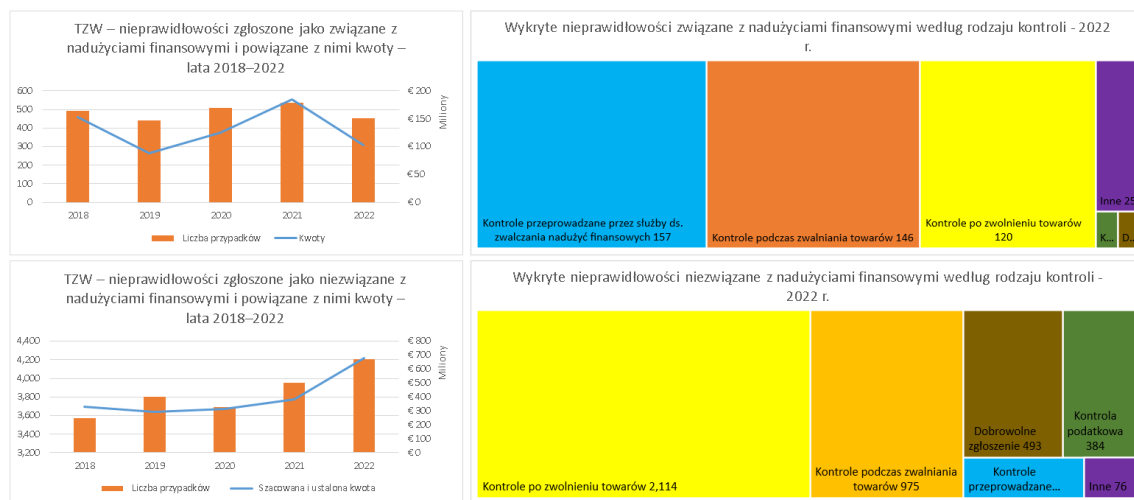 TZW – nieprawidłowości zgłoszone jako związane z
nadużyciami finansowymi i powiązane z nimi kwoty –
lata 2018–2022
600
500
400
300
200
100
0
€ 200
€ 150
€ 100
€ 50
€ 0
Miliony
2018
2019
2020
2021
2022
Liczba przypadków
Kwoty
Wykryte nieprawidłowości związane z nadużyciami finansowymi według rodzaju kontroli - 2022
r.
Kontrole przeprowadzane przez służby ds.
zwalczania nadużyć finansowych 157
Kontrole podczas zwalniania towarów 146
Kontrole po zwolnieniu towarów
120
Inne 25
K...
D...
TZW – nieprawidłowości zgłoszone jako niezwiązane z
nadużyciami finansowymi i powiązane z nimi kwoty –
lata 2018–2022
4,400
4,200
4,000
3,800
3,600
3,400
3,200
€ 800
€ 700
€ 600
€ 500
€ 400
€ 300
€ 200
€ 100
€ 0
Miliony
2018
2019
2020
2021
2022
Liczba przypadków
Szacowana i ustalona kwota
Wykryte nieprawidłowości niezwiązane z nadużyciami finansowymi według rodzaju kontroli -
2022 r.
Kontrole po zwolnieniu towarów 2,114
Kontrole podczas zwalniania
towarów 975
Dobrowolne
zgłoszenie 493
Kontrola
podatkowa
384
Kontrole
przeprowadzane...
Inne 76